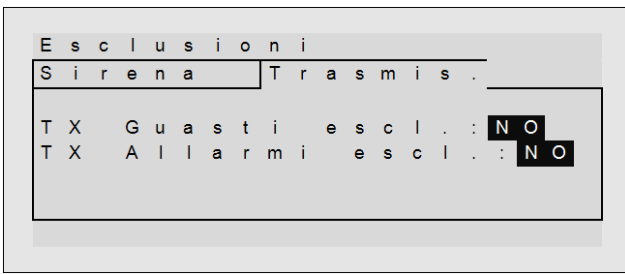 Esclusioni
Sirena Trasmis.
TX Guasti escl.:NO
TX Allarmi escl.:NO